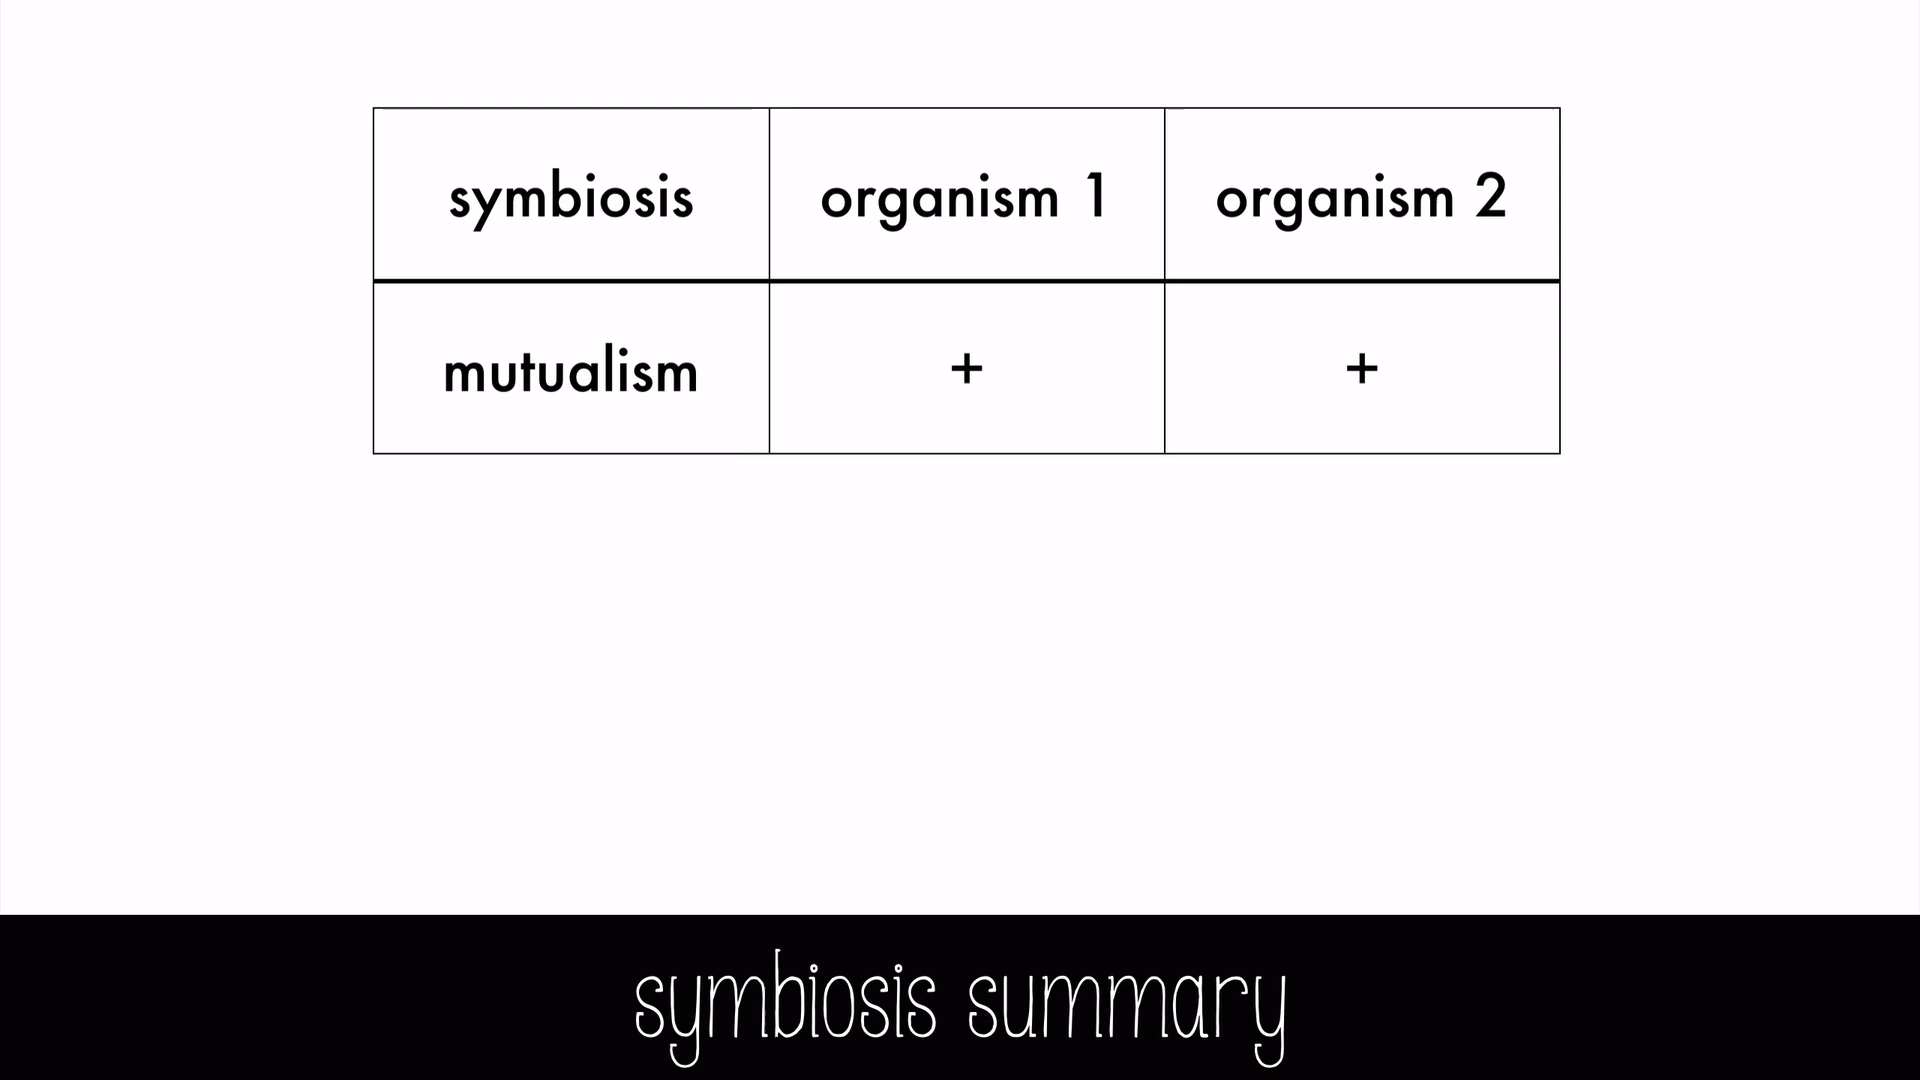 symbiosis organism 1 organism 2
mutualism + +
symbiosis summary